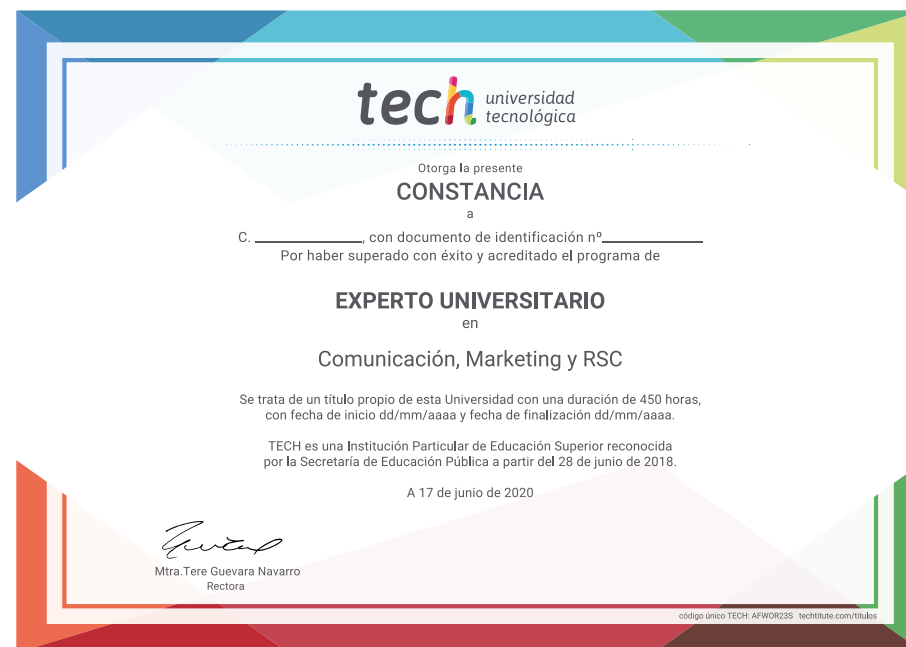 tech universidad
tecnológica
Otorga la presente
CONSTANCIA
a
C. ____________, con documento de identificación nº____________
Por haber superado con éxito y acreditado el programa de
EXPERTO UNIVERSITARIO
en
Comunicación, Marketing y RSC
Se trata de un título propio de esta Universidad con una duración de 450 horas,
con fecha de inicio dd/mm/aaaa y fecha de finalización dd/mm/aaaa.
TECH es una Institución Particular de Educación Superior reconocida
por la Secretaría de Educación Pública a partir del 28 de junio de 2018.
A 17 de junio de 2020
Mtra.Tere Guevara Navarro
Rectora
código único TECH: AFWOR23S techtitute.com/titulos